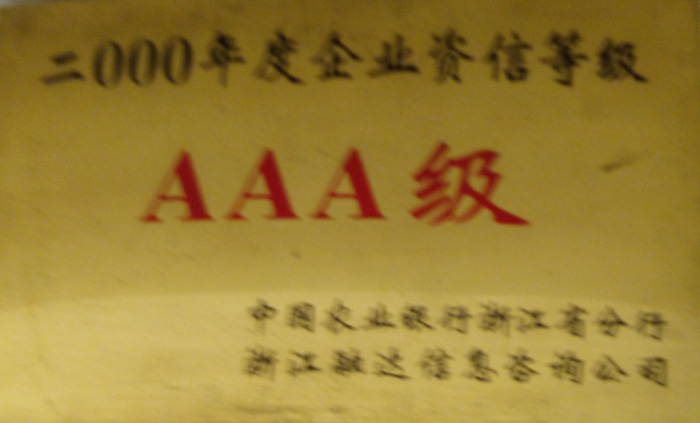 二000年度企业资信等级
AAA级
中国农业银行浙江省分行
浙江融达信息咨询公司